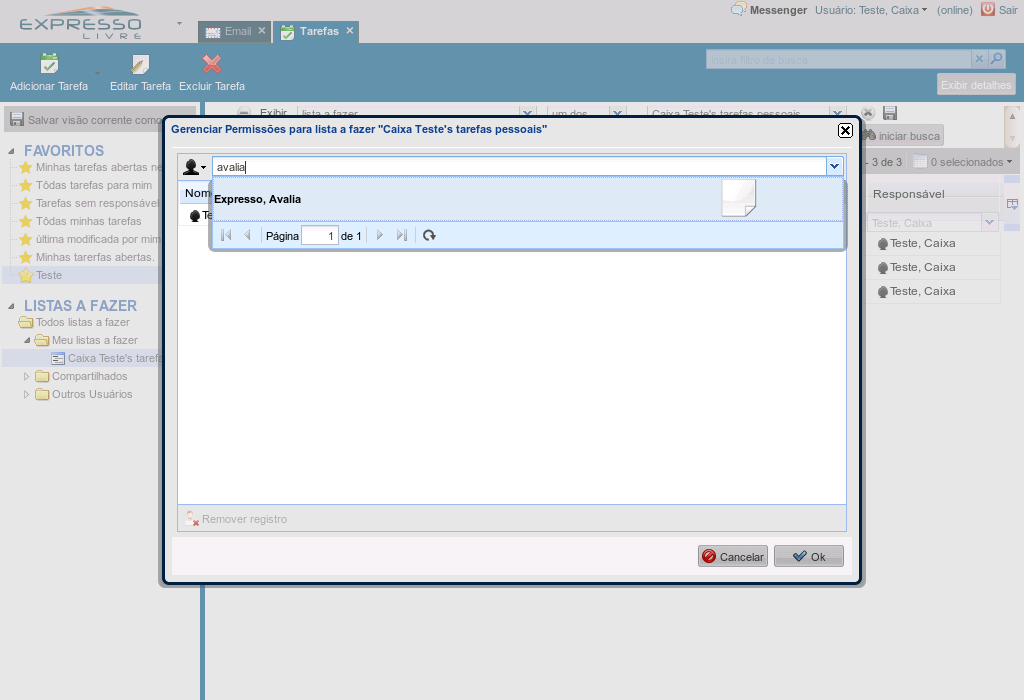 EXPRESSO
LIVRE
Email
Tarefas
Messenger
Usuário: Teste, Caixa
(online)
Sair
Adicionar Tarefa
Editar Tarefa
Excluir Tarefa
Insira filtro de busca
Exibir detalhes
Salvar visão corrente como
Exibir
lista a fazer
um dos
Caixa Teste's tarefas pessoais
iniciar busca
- 3 de 3
0 selecionados
FAVORITOS
Minhas tarefas abertas ne
Tôdas tarefas para mim
Tarefas sem responsável
Tôdas minhas tarefas
última modificada por mim
Minhas tarerfas abertas.
Teste
LISTAS A FAZER
Todos listas a fazer
Meu listas a fazer
Caixa Teste's taref
Compartilhados
Outros Usuários
Gerenciar Permissões para lista a fazer "Caixa Teste's tarefas pessoais"
avalia
Nom
Te
Expresso, Avalia
Página 1 de 1
Remover registro
Cancelar
Ok
Responsável
Teste, Caixa
Teste, Caixa
Teste, Caixa
Teste, Caixa